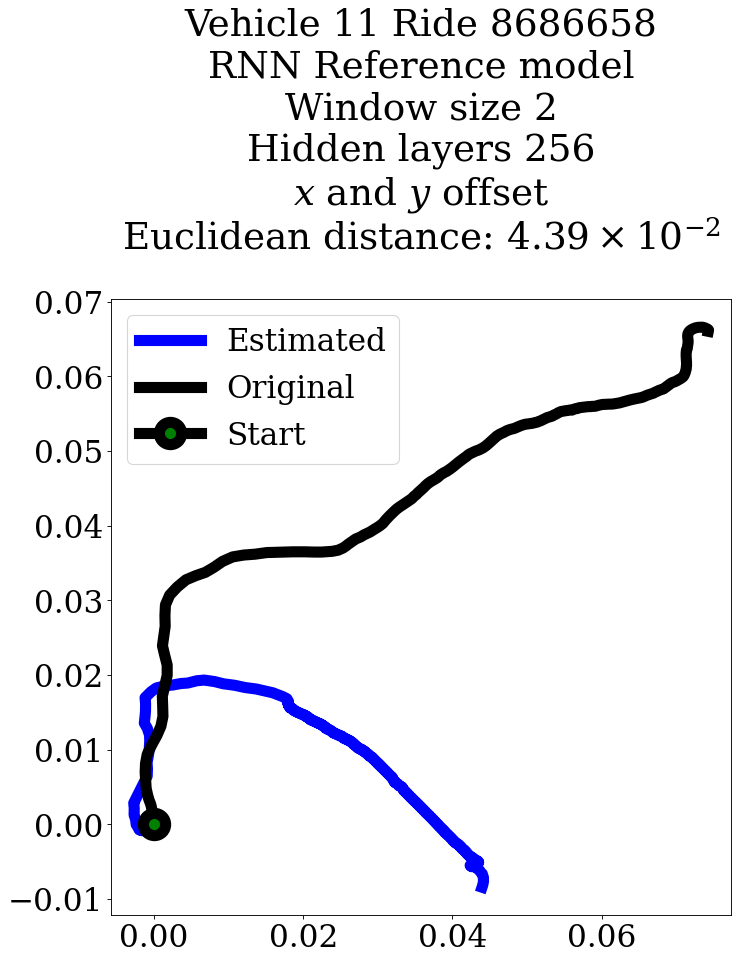 Vehicle 11 Ride 8686658
RNN Reference model
Window size 2
Hidden layers 256
x and y offset
Euclidean distance: 4.39 × 10⁻²
Estimated
Original
Start
0.07
0.06
0.05
0.04
0.03
0.02
0.01
0.00
−0.01
0.00 0.02 0.04 0.06